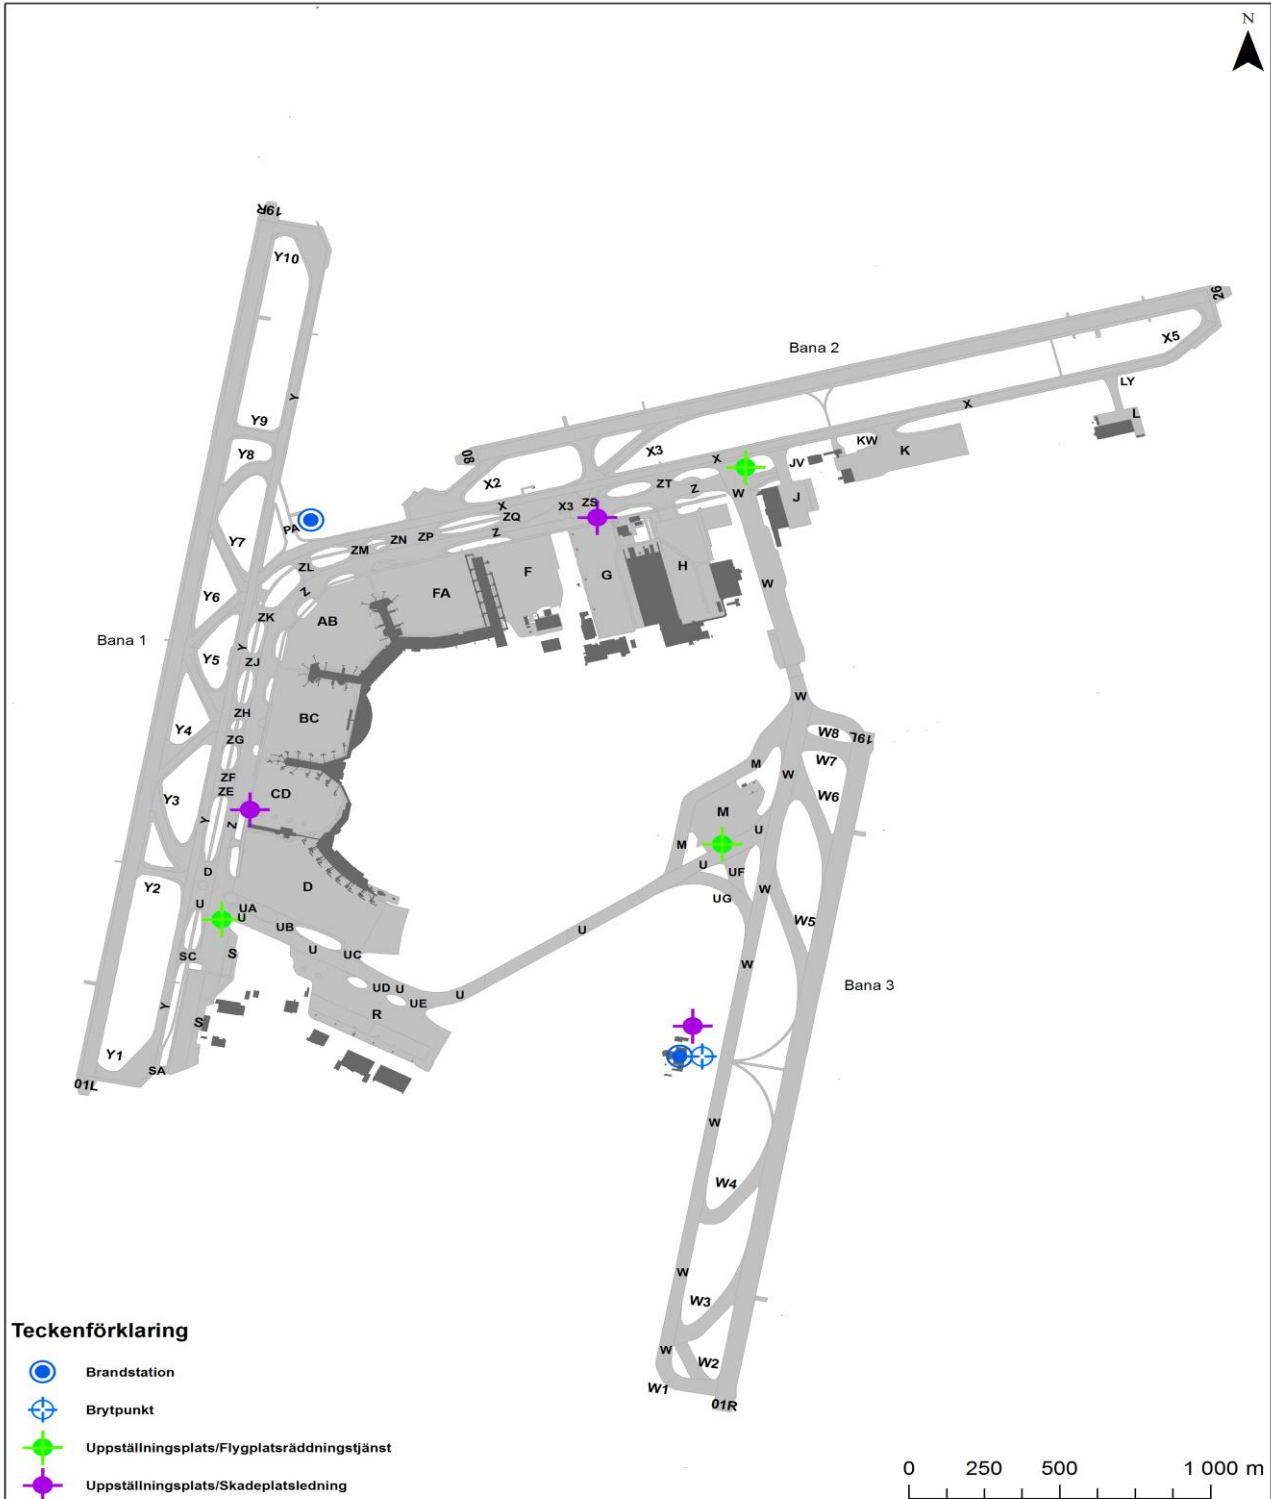 N
19R
Y10
26
Bana 2
X5
LY
L
Y
X
Y9
KW
K
Y8
08
X3
X
JV
X2
ZT
Z
W
J
X
X3
ZS
PA
ZQ
Z
ZP
ZN
ZM
Y7
ZL
F
G
H
Z
FA
W
Y6
ZK
AB
Bana 1
Y
Y5
ZJ
W
ZH
BC
Y4
ZG
W8
19L
M
W7
ZF
W
ZE
CD
Y3
W6
M
Y
Z
U
M
D
U
UF
Y2
D
W
U
UA
UG
U
UB
W5
U
S
U
UC
SC
W
UD
U
Bana 3
U
UE
Y
R
S
Y1
SA
01L
W
W4
W
W3
W
W2
W1
01R
Teckenförklaring
Brandstation
Brytpunkt
Uppställningsplats/Flygplatsräddningstjänst
Uppställningsplats/Skadeplatsledning
0 250 500 1 000 m